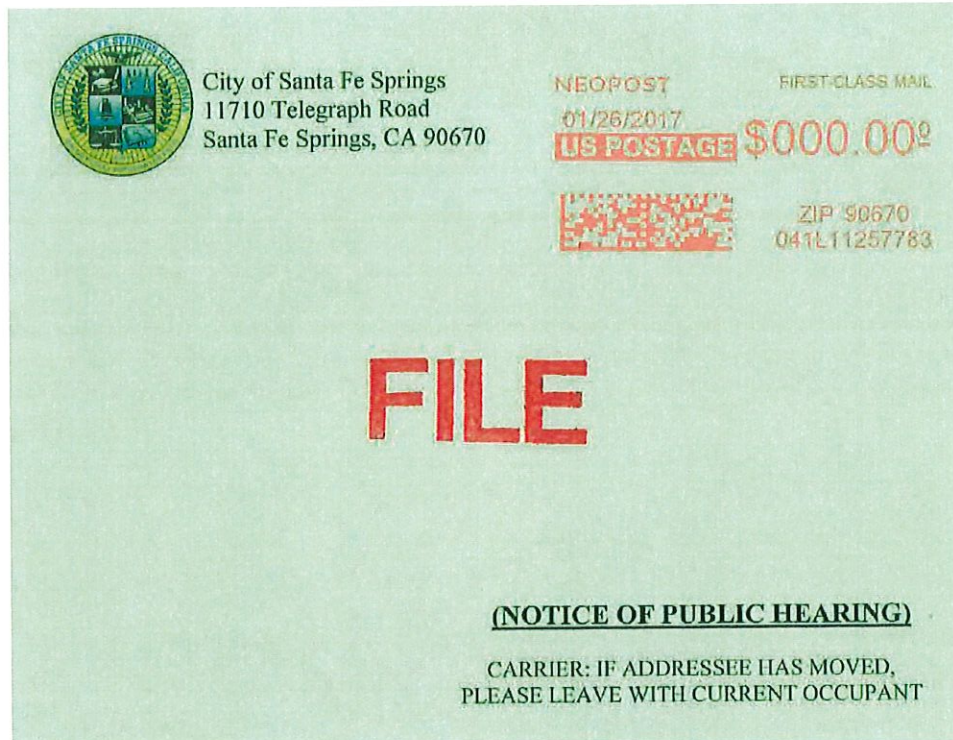 City of Santa Fe Springs
11710 Telegraph Road
Santa Fe Springs, CA 90670
NEOPOST
FIRST-CLASS MAIL
01/26/2017
US POSTAGE $000.00⁰
ZIP 90670
041L11257783
FILE
(NOTICE OF PUBLIC HEARING)
CARRIER: IF ADDRESSEE HAS MOVED,
PLEASE LEAVE WITH CURRENT OCCUPANT